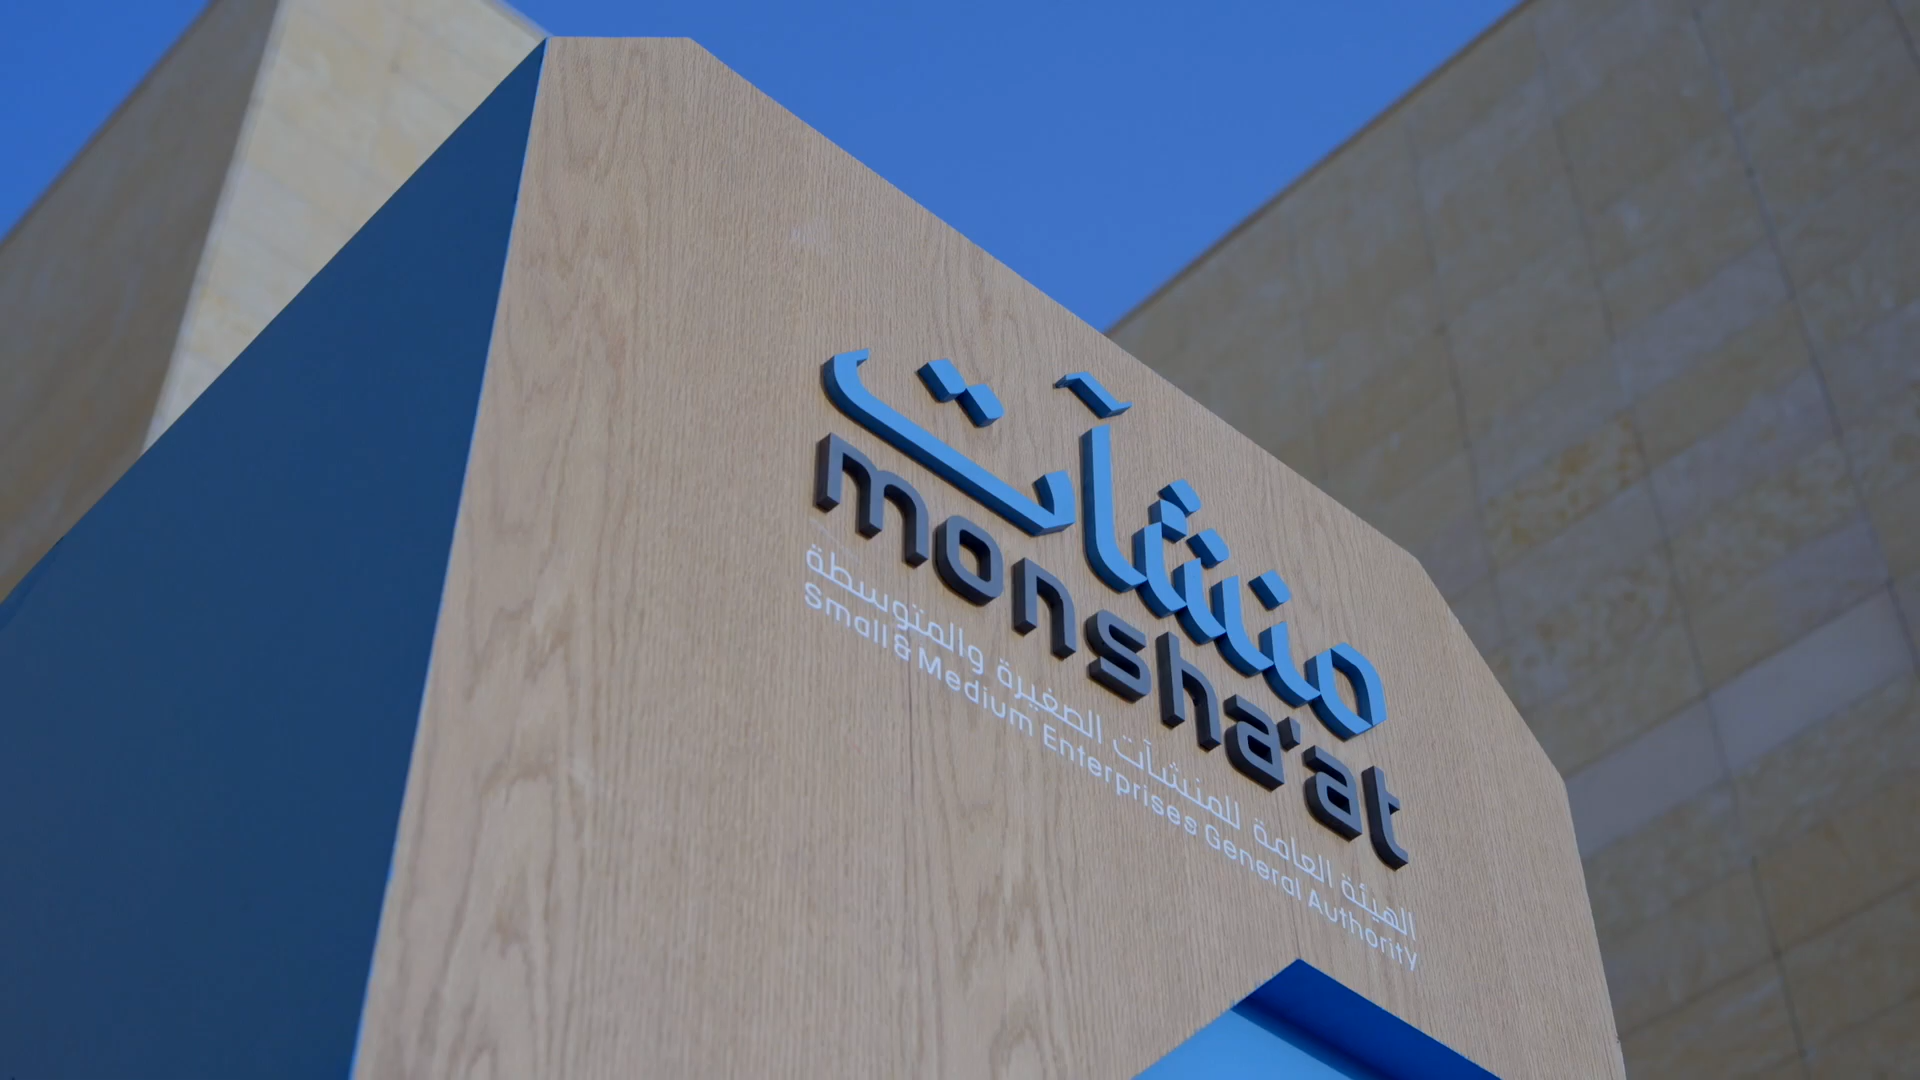 منشآت
monsha'at
الهيئة العامة للمنشآت الصغيرة والمتوسطة
Small & Medium Enterprises General Authority